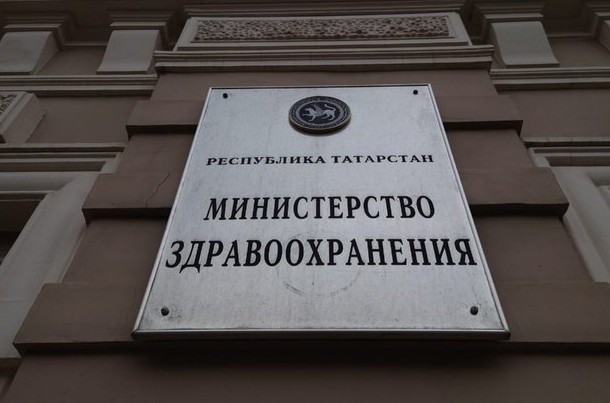 РЕСПУБЛИКА ТАТАРСТАН
МИНИСТЕРСТВО
ЗДРАВООХРАНЕНИЯ